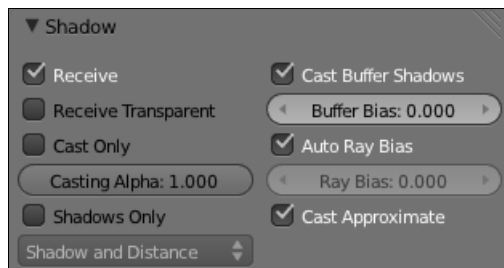 Shadow
Receive
Receive Transparent
Cast Only
Casting Alpha: 1.000
Shadows Only
Shadow and Distance
Cast Buffer Shadows
Buffer Bias: 0.000
Auto Ray Bias
Ray Bias: 0.000
Cast Approximate